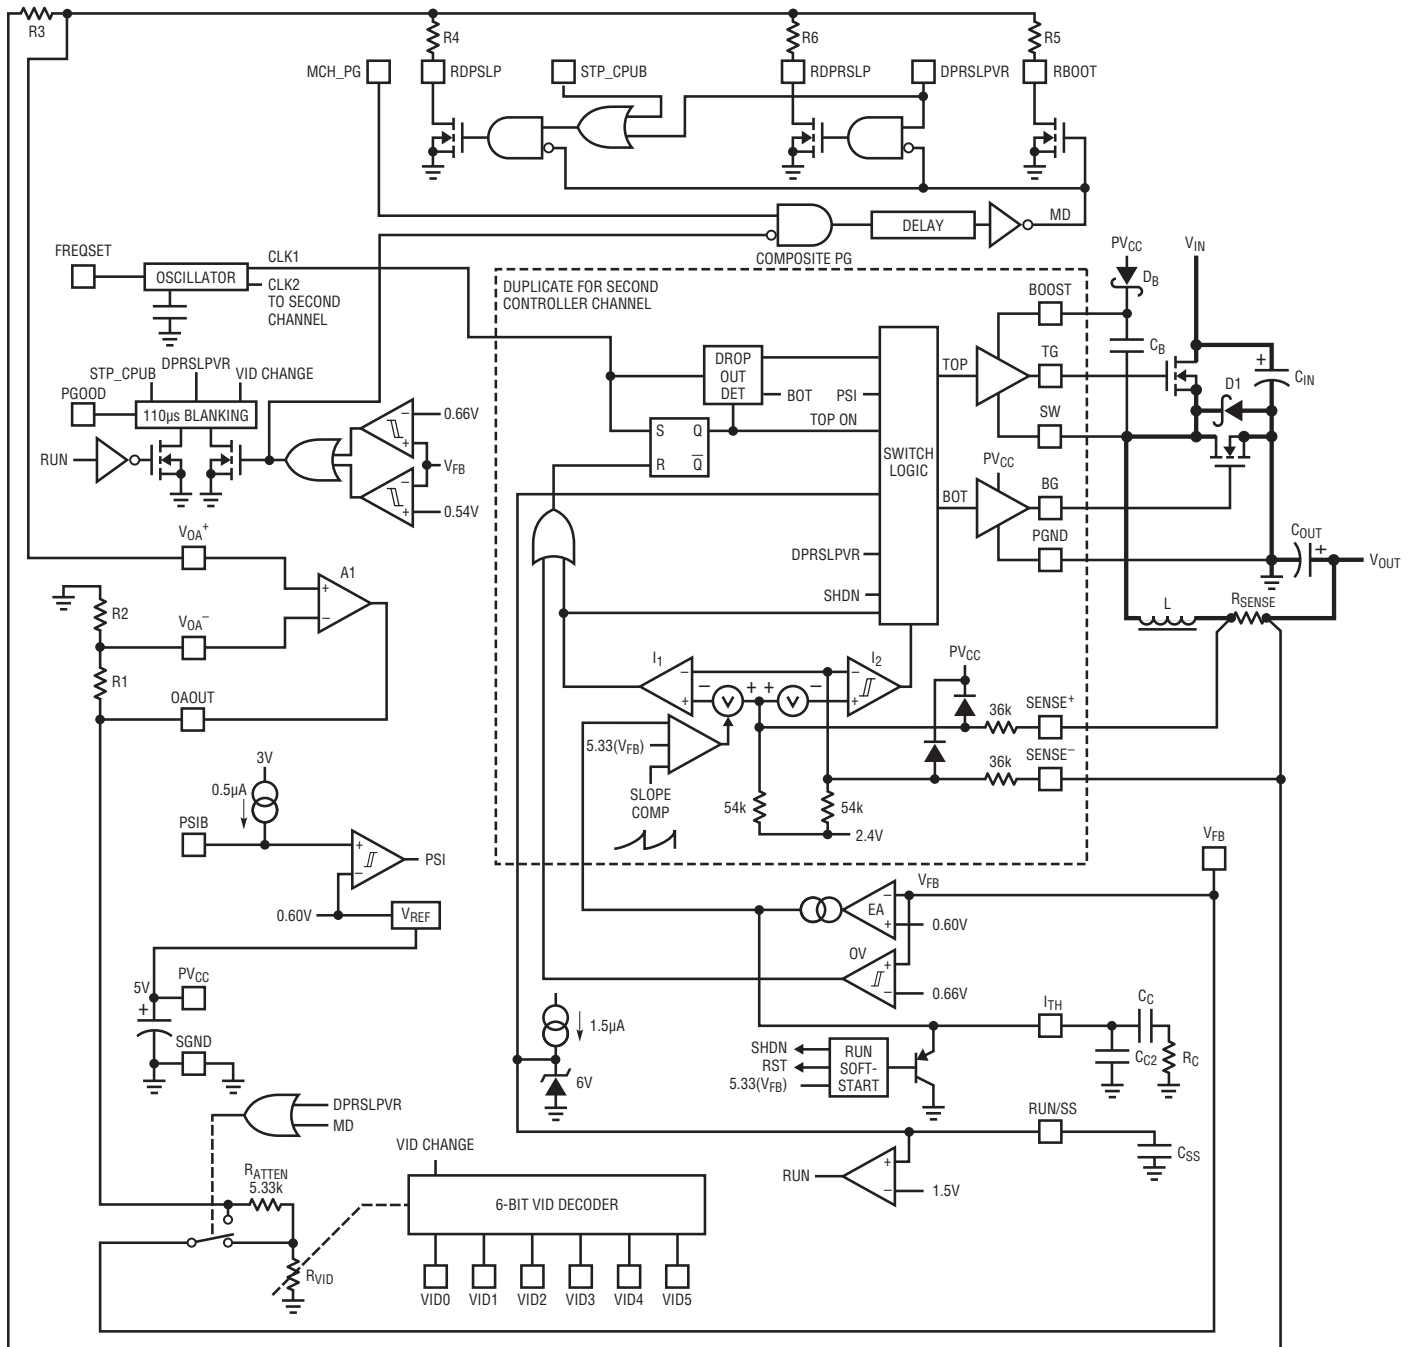 R3
R4
R6
R5
MCH_PG
RDPSLP
STP_CPUB
RDPRSLP
DPRSLPVR
RBOOT
DELAY
MD
COMPOSITE PG
FREQSET
OSCILLATOR
CLK1
CLK2
TO SECOND
CHANNEL
DUPLICATE FOR SECOND
CONTROLLER CHANNEL
PVCC
VIN
DB
BOOST
CB
TG
+
CIN
D1
SW
DROP
OUT
DET
BOT
PSI
TOP
TOP ON
SWITCH
LOGIC
S
Q
R
Q̅
PVCC
BOT
BG
PGND
COUT
+
VOUT
DPRSLPVR
SHDN
L
RSENSE
STP_CPUB
DPRSLPVR
VID CHANGE
PGOOD
110µs BLANKING
RUN
–
0.66V
+
VFB
–
+
0.54V
VOA+
A1
+
–
R2
VOA–
R1
OAOUT
I1
I2
–
+
–
V
+
+
V
–
–
+
PVCC
36k
SENSE+
36k
SENSE–
5.33(VFB)
SLOPE
COMP
54k
54k
2.4V
3V
0.5µA
PSIB
+
–
PSI
0.60V
VREF
5V
PVCC
+
SGND
VFB
VFB
–
EA
+
0.60V
OV
+
–
0.66V
1.5µA
6V
ITH
CC
CC2
RC
SHDN
RST
5.33(VFB)
RUN
SOFT-
START
RUN/SS
CSS
RUN
+
–
1.5V
DPRSLPVR
MD
RATTEN
5.33k
RVID
VID CHANGE
6-BIT VID DECODER
VID0
VID1
VID2
VID3
VID4
VID5